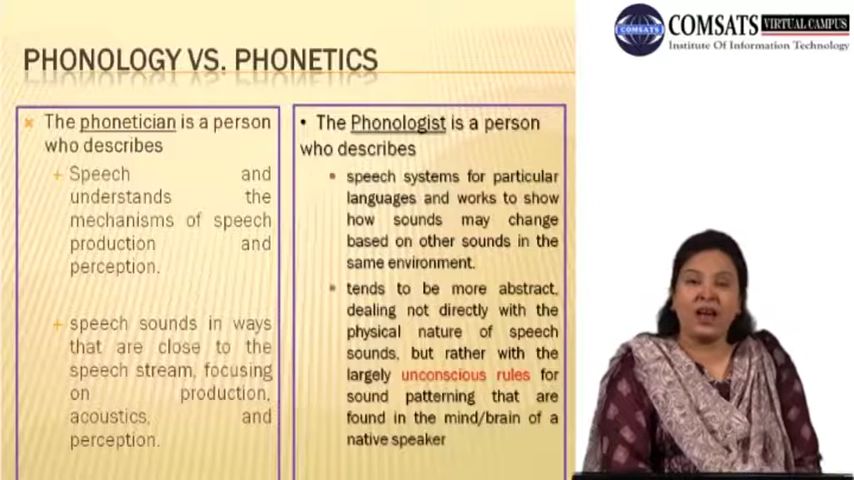 PHONOLOGY VS. PHONETICS
The phonetician is a person
who describes
Speech and
understands the
mechanisms of speech
production and
perception.
speech sounds in ways
that are close to the
speech stream, focusing
on production,
acoustics, and
perception.
• The Phonologist is a person
who describes
• speech systems for particular
languages and works to show
how sounds may change
based on other sounds in the
same environment.
• tends to be more abstract,
dealing not directly with the
physical nature of speech
sounds, but rather with the
largely unconscious rules for
sound patterning that are
found in the mind/brain of a
native speaker
COMSATS
COMSATS VIRTUAL CAMPUS
Institute Of Information Technology